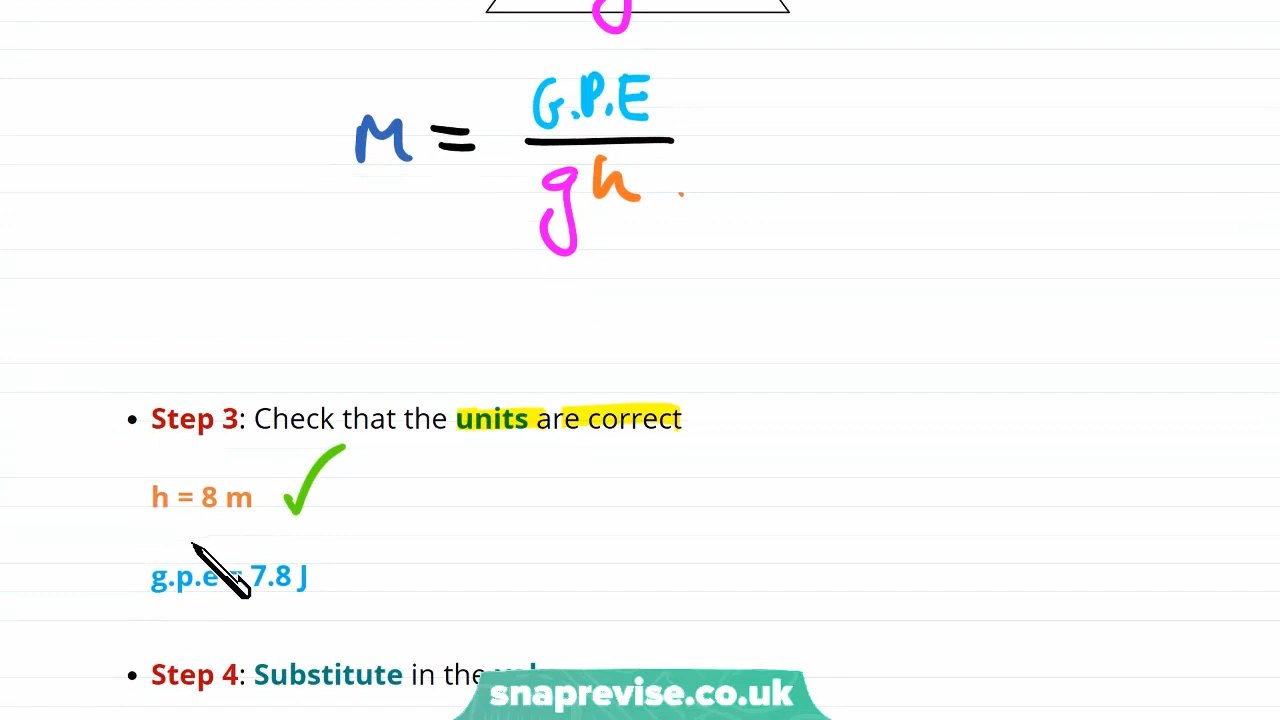 g
M = G.P.E
g h
• Step 3: Check that the units are correct
h = 8 m
g.p.e = 7.8 J
• Step 4: Substitute in the
snaprevise.co.uk